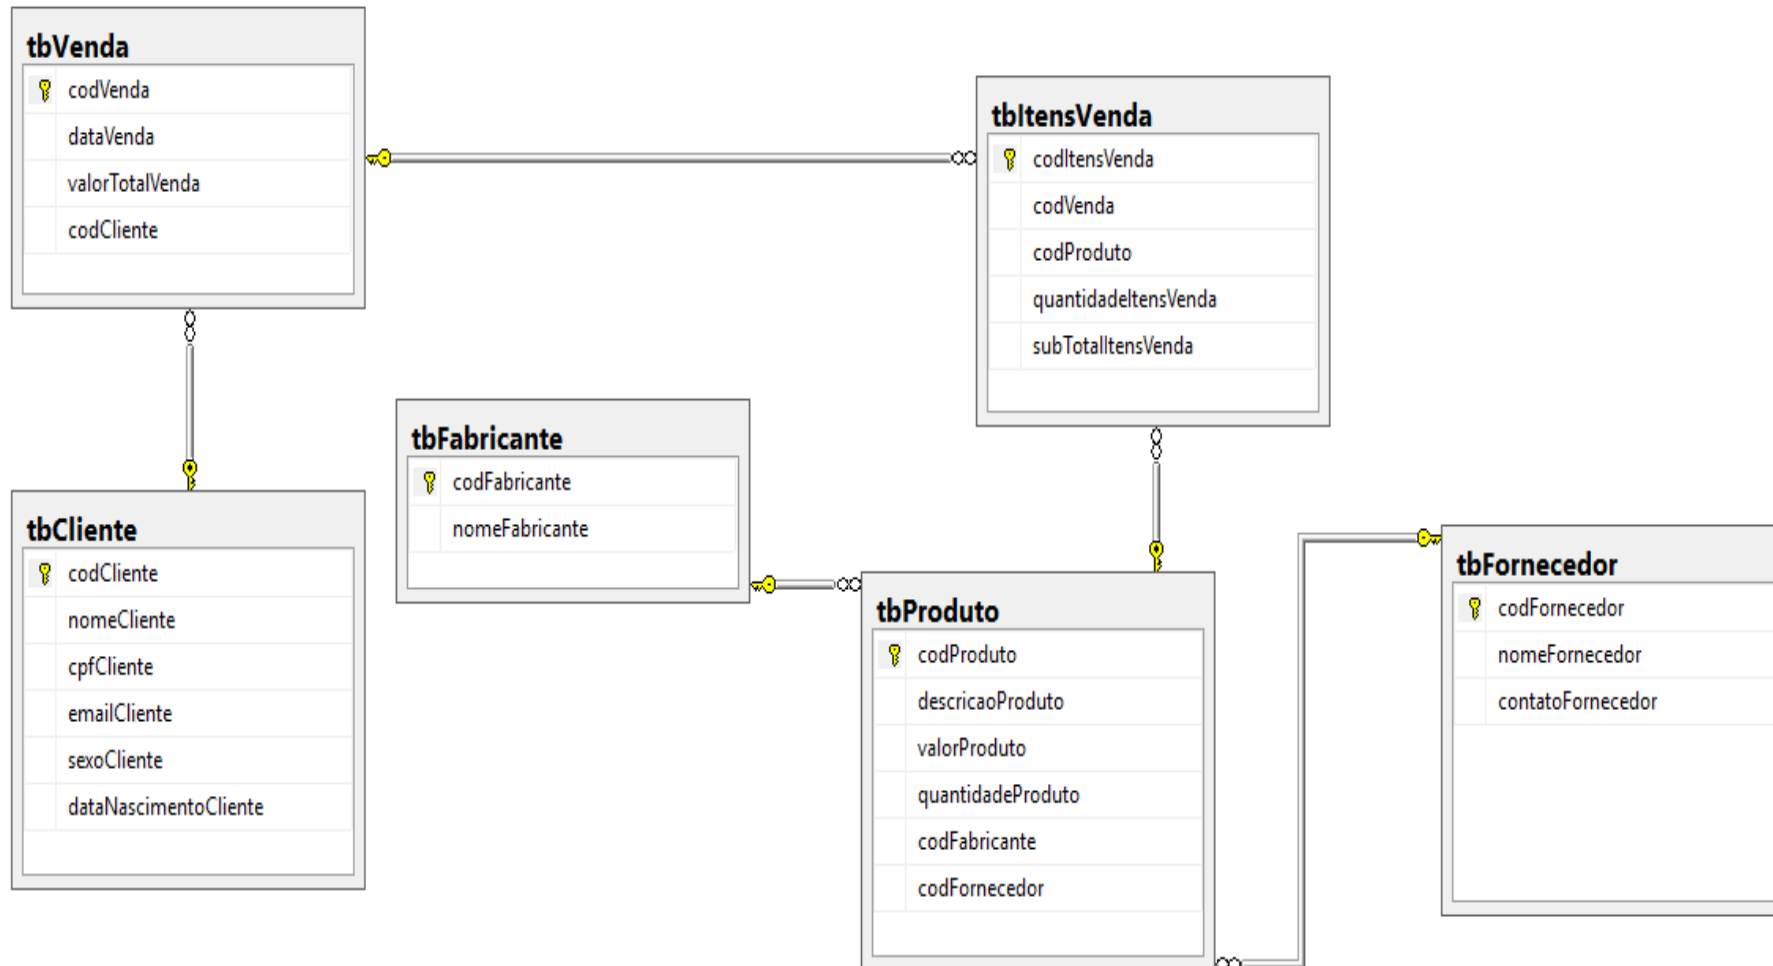 tbVenda
codVenda
dataVenda
valorTotalVenda
codCliente
tbItensVenda
codItensVenda
codVenda
codProduto
quantidadeItensVenda
subTotalItensVenda
tbFabricante
codFabricante
nomeFabricante
tbCliente
codCliente
nomeCliente
cpfCliente
emailCliente
sexoCliente
dataNascimentoCliente
tbProduto
codProduto
descricaoProduto
valorProduto
quantidadeProduto
codFabricante
codFornecedor
tbFornecedor
codFornecedor
nomeFornecedor
contatoFornecedor